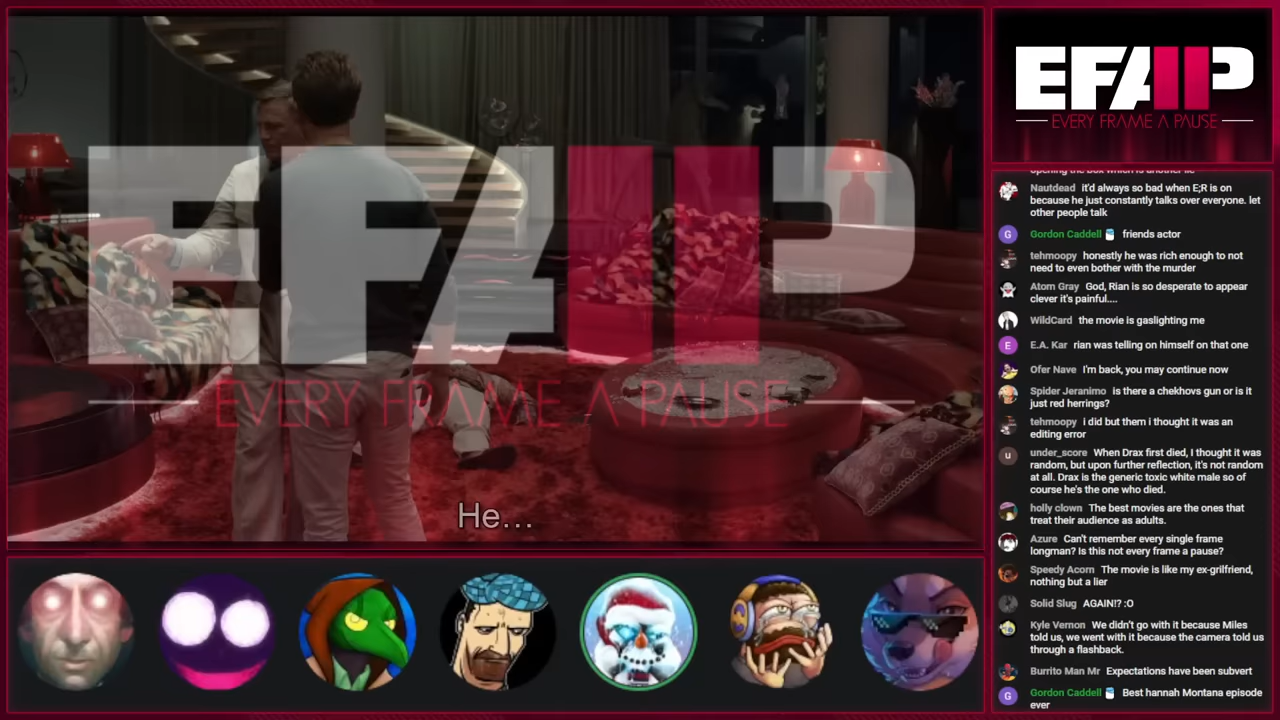 EFAP
EVERY FRAME A PAUSE
He...
EFAP
EVERY FRAME A PAUSE
opening the box which is another lie
Nautdead it'd always so bad when E;R is on
because he just constantly talks over everyone. let
other people talk
G Gordon Caddell friends actor
tehmoopy honestly he was rich enough to not
need to even bother with the murder
Atom Gray God, Rian is so desperate to appear
clever it's painful....
WildCard the movie is gaslighting me
E E.A. Kar rian was telling on himself on that one
Ofer Nave I'm back, you may continue now
Spider Jeranimo is there a chekhovs gun or is it
just red herrings?
tehmoopy i did but them i thought it was an
editing error
u under_score When Drax first died, I thought it was
random, but upon further reflection, it's not random
at all. Drax is the generic toxic white male so of
course he's the one who died.
holly clown The best movies are the ones that
treat their audience as adults.
Azure Can't remember every single frame
longman? Is this not every frame a pause?
Speedy Acorn The movie is like my ex-grilfriend,
nothing but a lier
Solid Slug AGAIN!? :O
Kyle Vernon We didn't go with it because Miles
told us, we went with it because the camera told us
through a flashback.
Burrito Man Mr Expectations have been subvert
G Gordon Caddell Best hannah Montana episode
ever